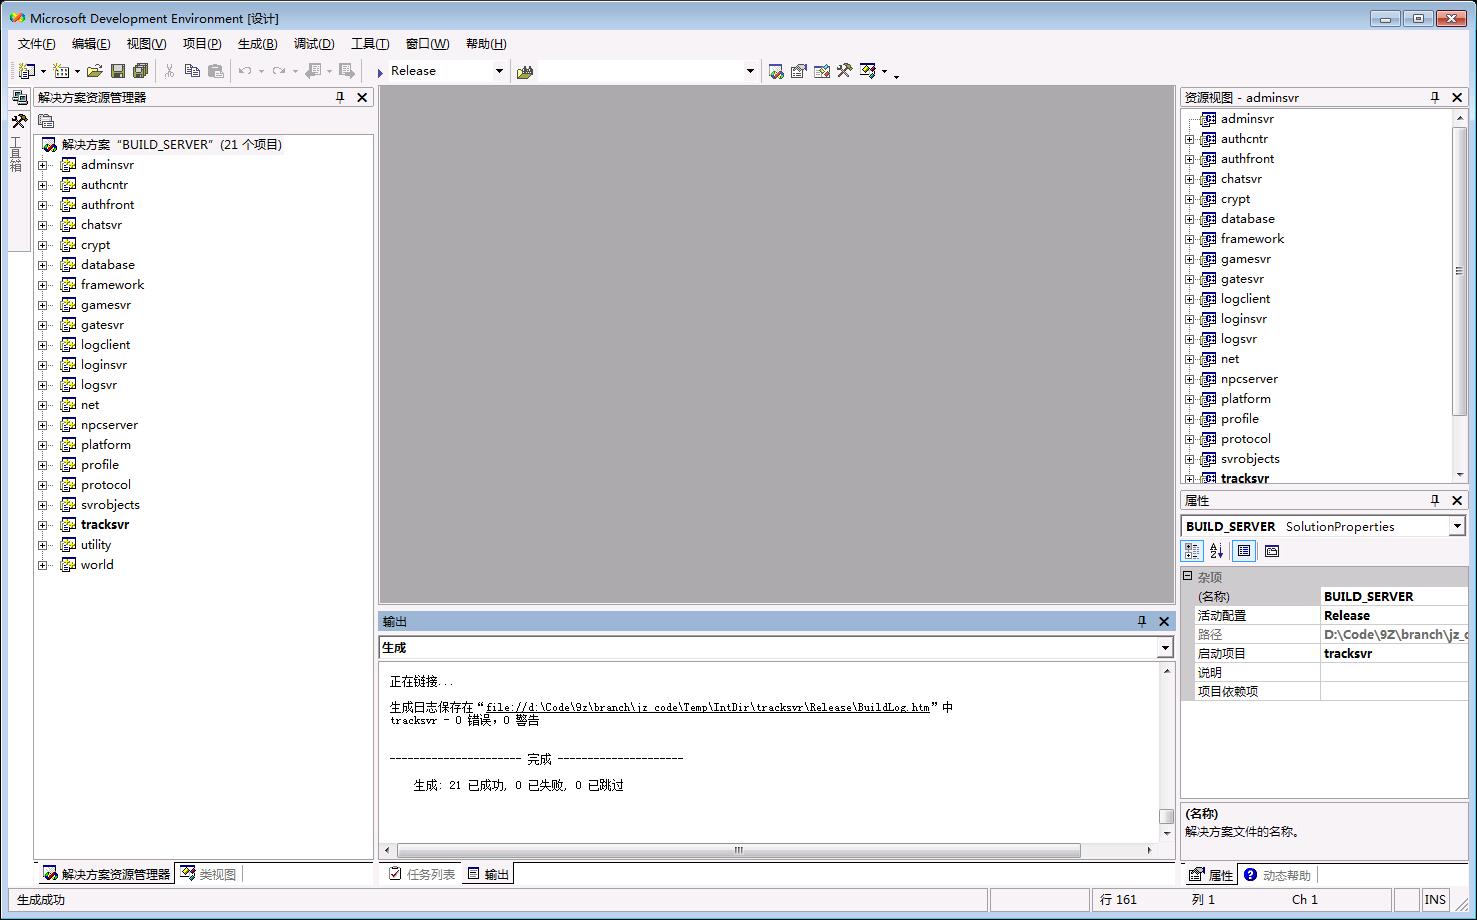 Microsoft Development Environment [设计]
文件(F) 编辑(E) 视图(V) 项目(P) 生成(B) 调试(D) 工具(T) 窗口(W) 帮助(H)
Release
解决方案资源管理器
工具箱
解决方案“BUILD_SERVER”(21 个项目)
adminsvr
authcntr
authfront
chatsvr
crypt
database
framework
gamesvr
gatesvr
logclient
loginsvr
logsvr
net
npcserver
platform
profile
protocol
svrobjects
tracksvr
utility
world
解决方案资源管理器 类视图
输出
生成
正在链接...
生成日志保存在“file://d:\Code\9z\branch\jz_code\Temp\IntDir\tracksvr\Release\BuildLog.htm”中
tracksvr - 0 错误，0 警告
---------------------- 完成 ---------------------
生成: 21 已成功, 0 已失败, 0 已跳过
任务列表 输出
资源视图 - adminsvr
adminsvr
authcntr
authfront
chatsvr
crypt
database
framework
gamesvr
gatesvr
logclient
loginsvr
logsvr
net
npcserver
platform
profile
protocol
svrobjects
tracksvr
属性
BUILD_SERVER SolutionProperties
杂项
(名称) BUILD_SERVER
活动配置 Release
路径 D:\Code\9Z\branch\jz_c
启动项目 tracksvr
说明
项目依赖项
(名称)
解决方案文件的名称。
属性 动态帮助
生成成功 行 161 列 1 Ch 1 INS